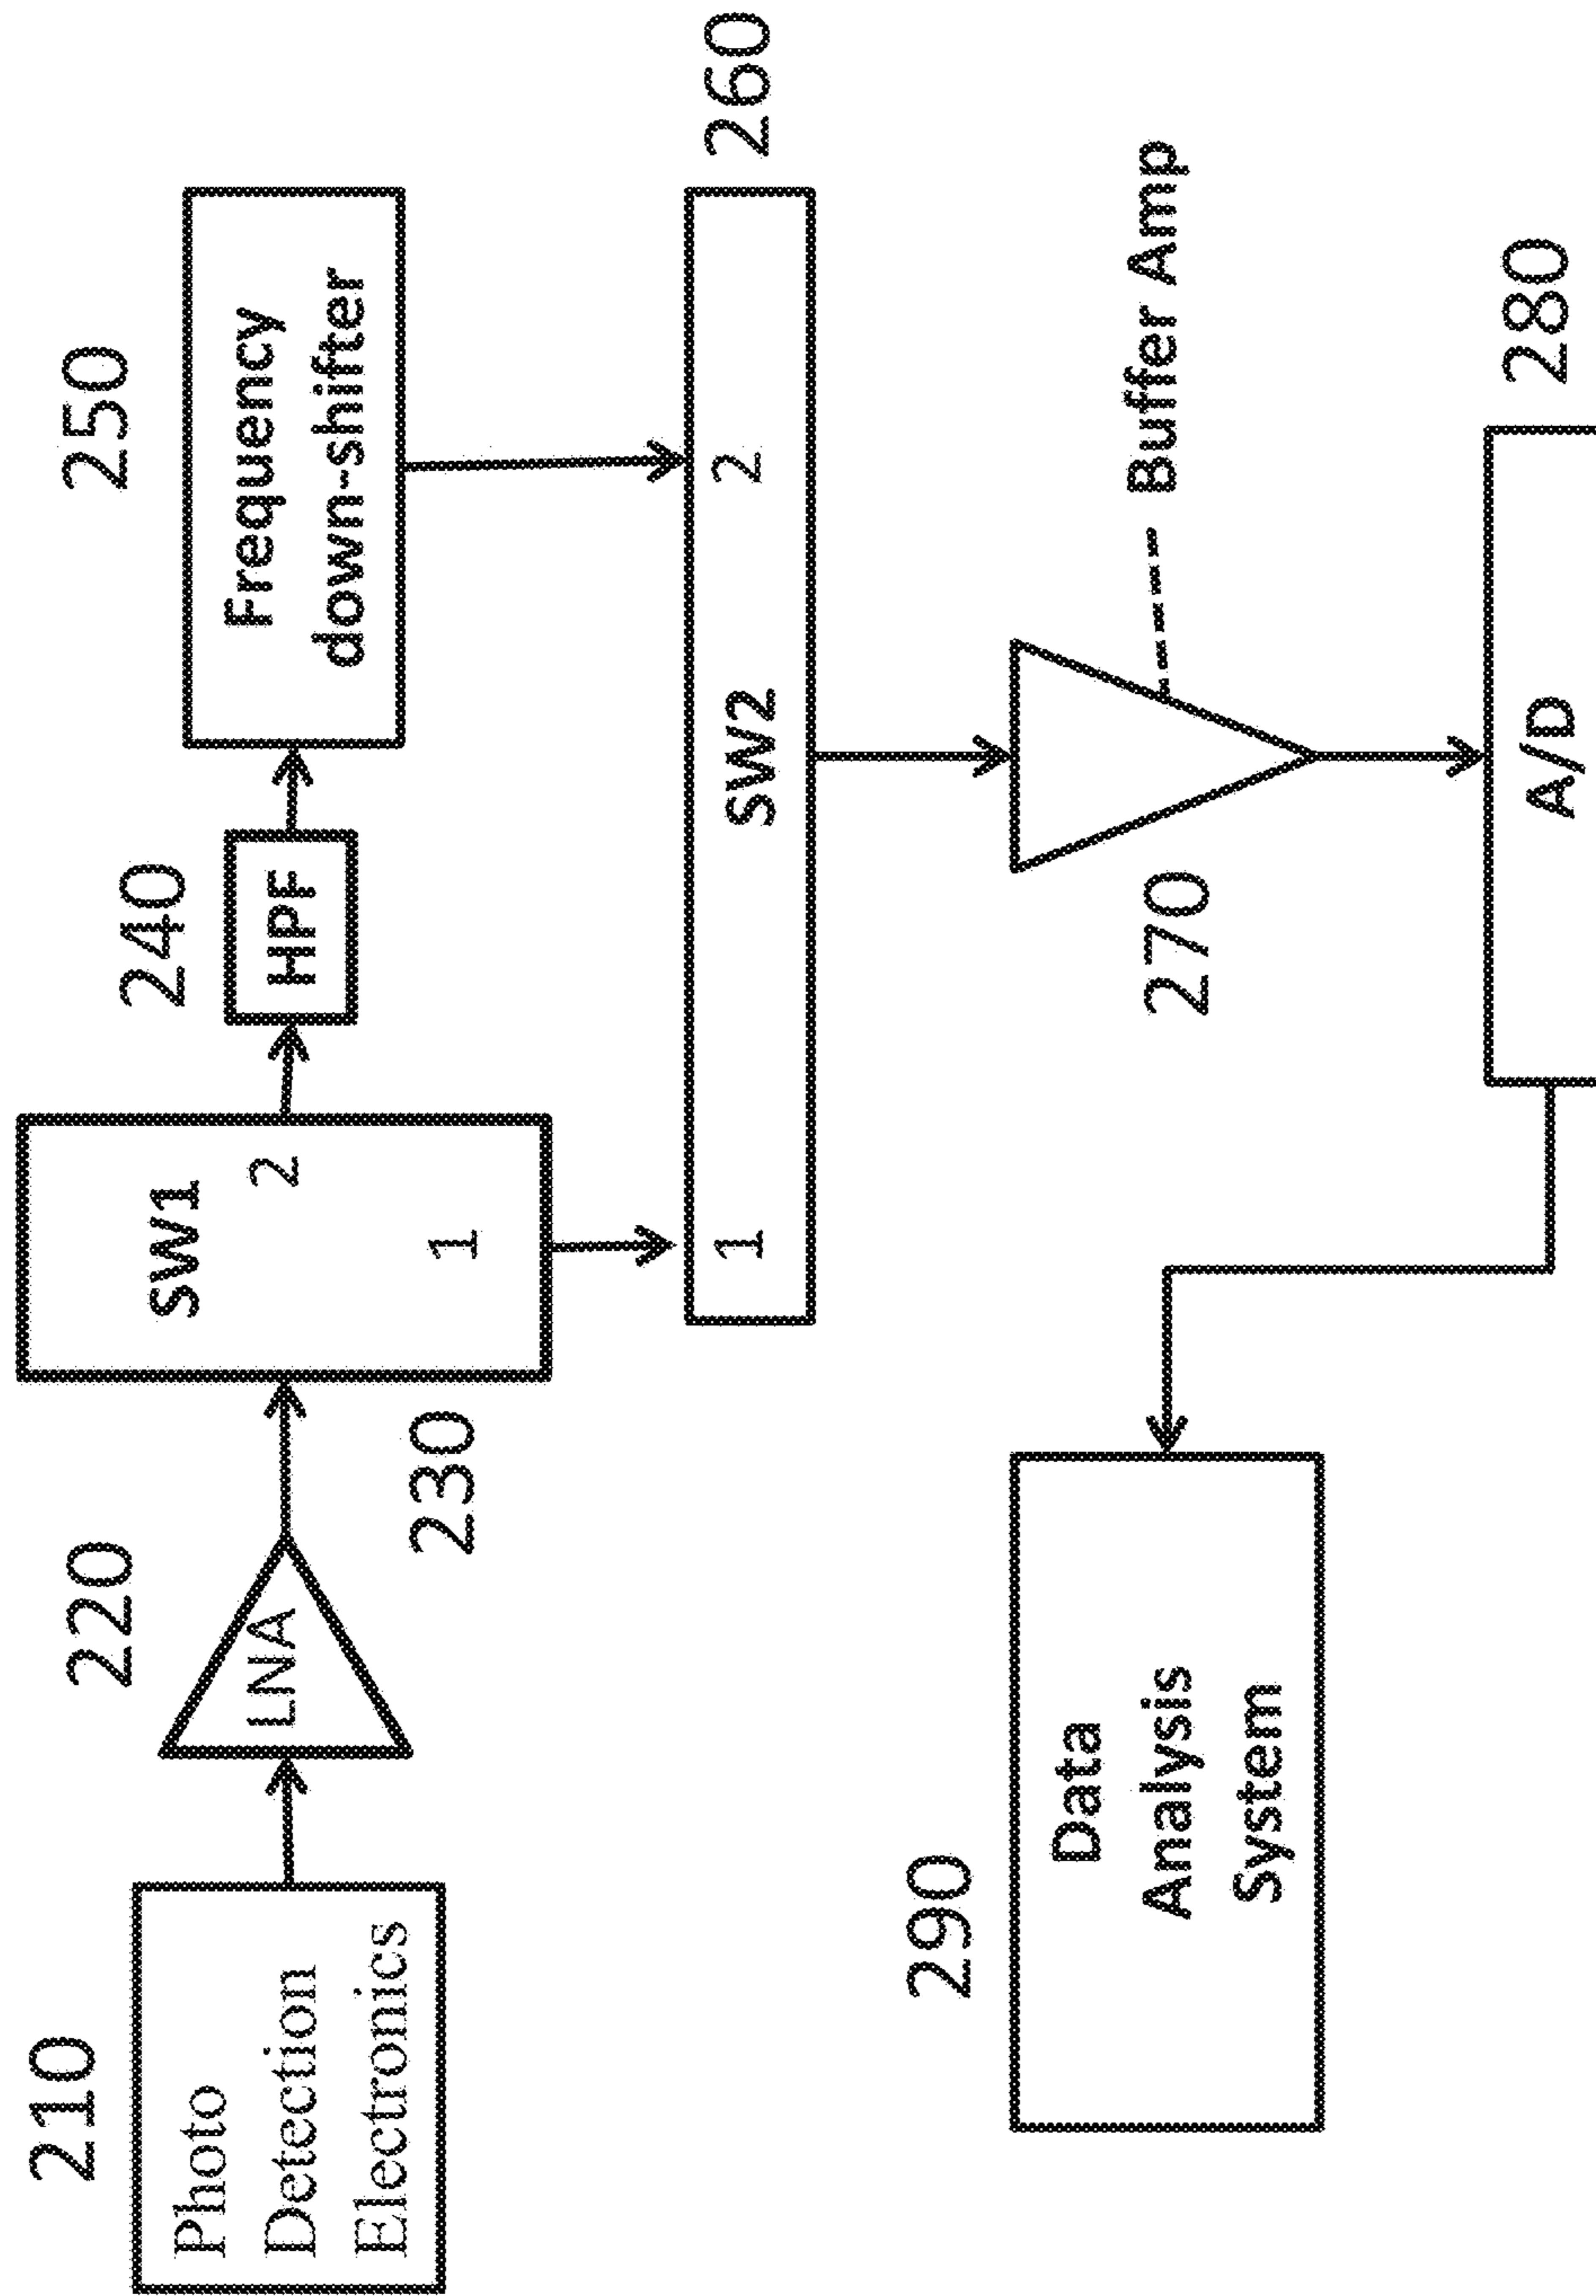 210
Photo
Detection
Electronics
220
LNA
230
SW1
2
1
240
HPF
250
Frequency
down-shifter
260
1
SW2
2
270
Buffer Amp
280
A/D
290
Data
Analysis
System